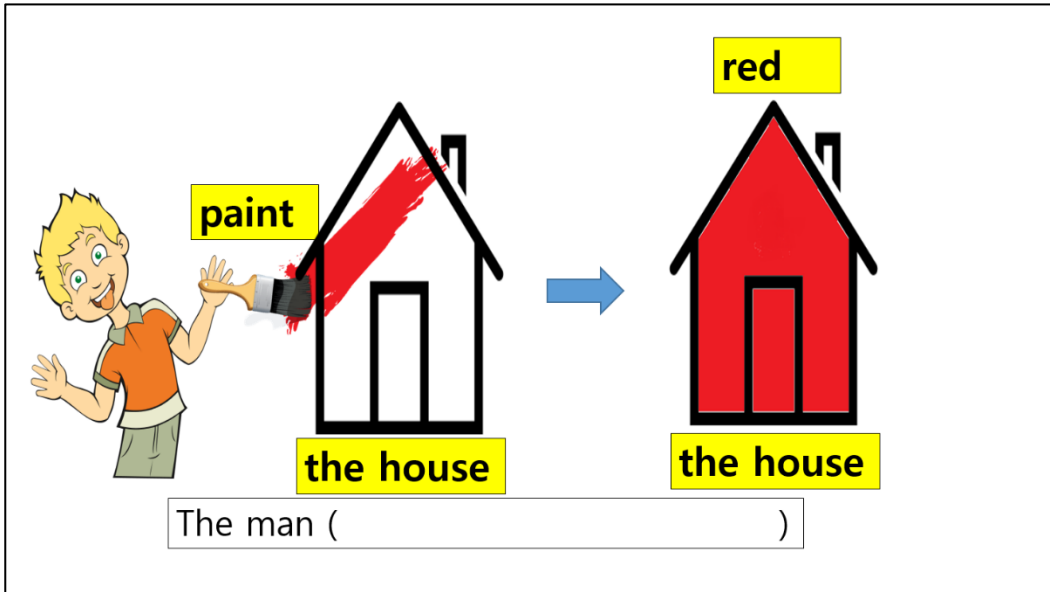 red
paint
the house
the house
The man (                    )